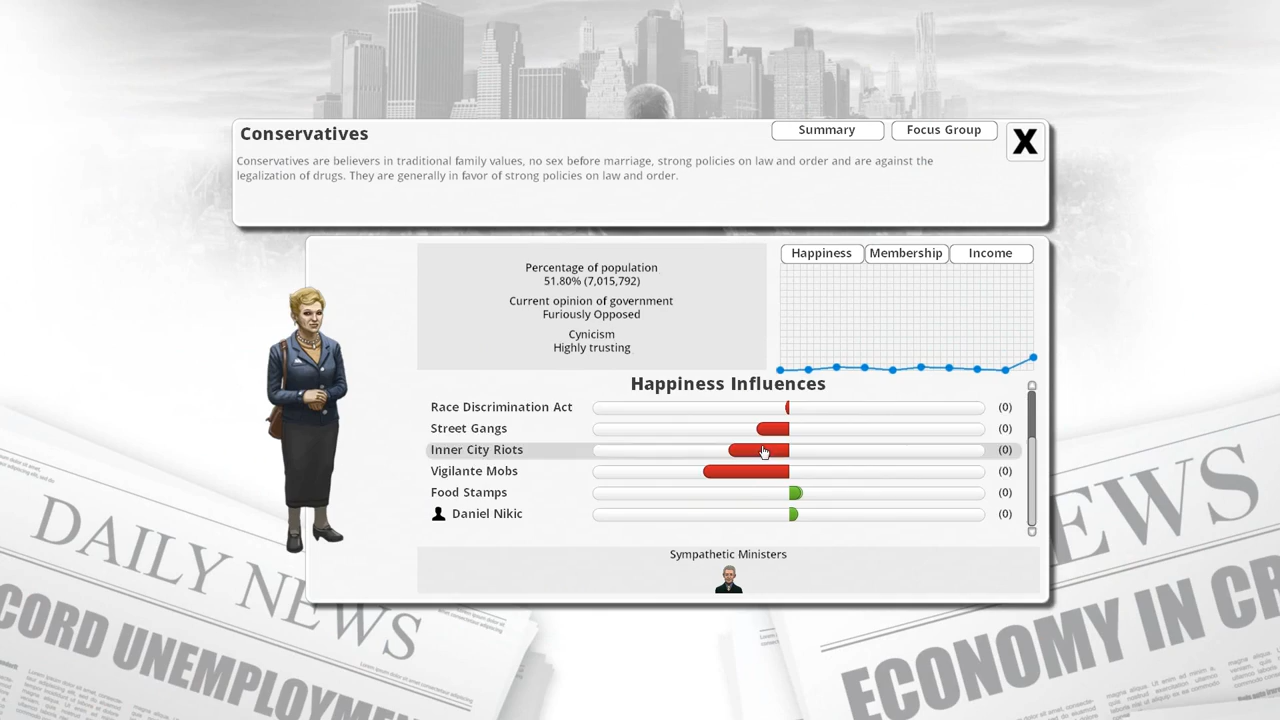 Conservatives
Summary
Focus Group
X
Conservatives are believers in traditional family values, no sex before marriage, strong policies on law and order and are against the
legalization of drugs. They are generally in favor of strong policies on law and order.
Percentage of population
51.80% (7,015,792)
Current opinion of government
Furiously Opposed
Cynicism
Highly trusting
Happiness
Membership
Income
Happiness Influences
Race Discrimination Act (0)
Street Gangs (0)
Inner City Riots (0)
Vigilante Mobs (0)
Food Stamps (0)
Daniel Nikic (0)
Sympathetic Ministers
DAILY NEWS
CORD UNEMPLOYM
EWS
ECONOMY IN CR